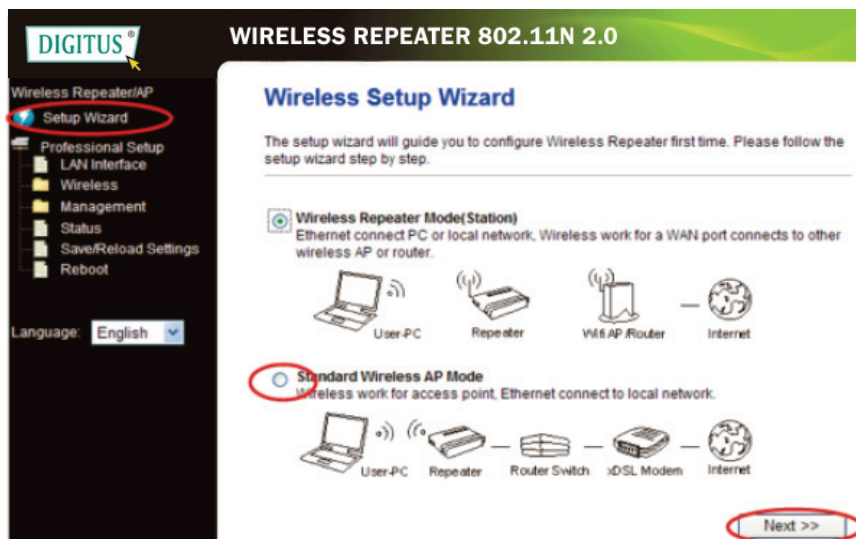 DIGITUS®
WIRELESS REPEATER 802.11N 2.0
Wireless Repeater/AP
Setup Wizard
Professional Setup
LAN Interface
Wireless
Management
Status
Save/Reload Settings
Reboot
Language: English
Wireless Setup Wizard
The setup wizard will guide you to configure Wireless Repeater first time. Please follow the
setup wizard step by step.
Wireless Repeater Mode(Station)
Ethernet connect PC or local network, Wireless work for a WAN port connects to other
wireless AP or router.
User-PC Repeater Wifi AP /Router Internet
Standard Wireless AP Mode
Wireless work for access point, Ethernet connect to local network.
User-PC Repeater Router Switch xDSL Modem Internet
Next >>